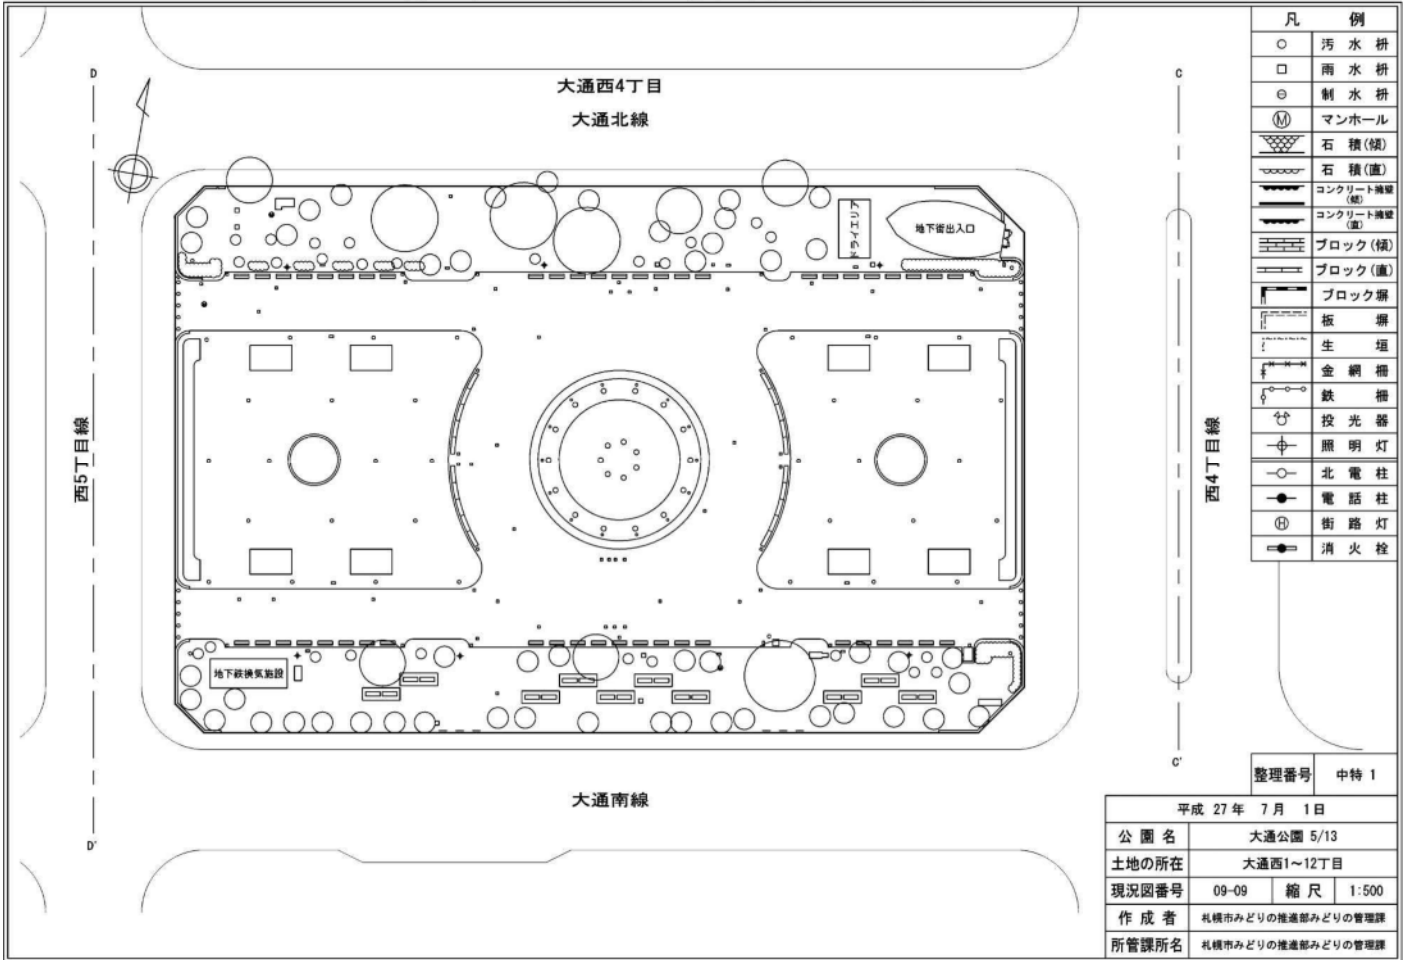 大通西4丁目
大通北線
D
C
ドライエリア
地下街出入口
西5丁目線
西4丁目線
地下鉄換気施設
c
大通南線
D'
C'
凡 例
汚 水 枡
雨 水 枡
制 水 枡
Ⓜ マンホール
石 積(傾)
石 積(直)
コンクリート擁壁
(傾)
コンクリート擁壁
(直)
ブロック(傾)
ブロック(直)
ブロック塀
板 塀
生 垣
金 網 柵
鉄 柵
投 光 器
照 明 灯
北 電 柱
電 話 柱
Ⓗ 街 路 灯
消 火 栓
整理番号 中特 1
平成 27 年 7 月 1日
公 園 名 大通公園 5/13
土地の所在 大通西1～12丁目
現況図番号 09-09 縮 尺 1:500
作 成 者 札幌市みどりの推進部みどりの管理課
所管課所名 札幌市みどりの推進部みどりの管理課